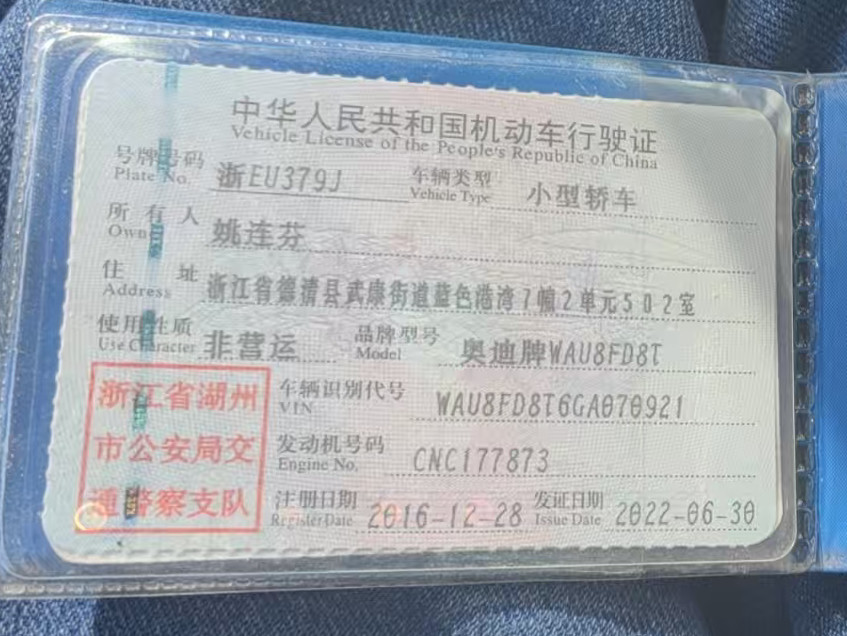 中华人民共和国机动车行驶证
Vehicle License of the People's Republic of China
号牌号码 浙EU379J 车辆类型 小型轿车
Plate No. Vehicle Type
所有人 姚连芬
Owner
住址 浙江省德清县武康街道蓝色港湾7幢2单元502室
Address
使用性质 非营运 品牌型号 奥迪牌WAU8FD8T
Use Character Model
浙江省湖州
市公安局交
通警察支队
车辆识别代号 WAU8FD8T6GA070921
VIN
发动机号码 CNC177873
Engine No.
注册日期 2016-12-28 发证日期 2022-06-30
Register Date Issue Date